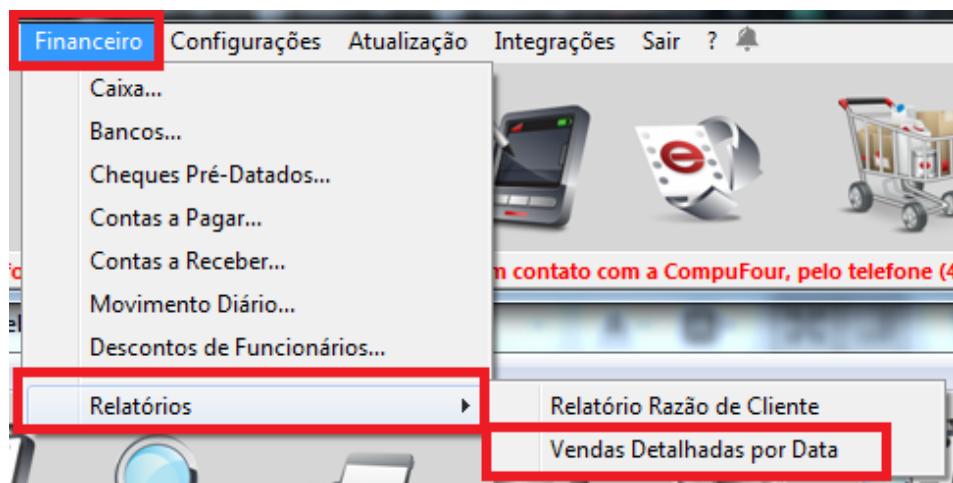 Financeiro Configurações Atualização Integrações Sair ?
Caixa...
Bancos...
Cheques Pré-Datados...
Contas a Pagar...
Contas a Receber...
m contato com a CompuFour, pelo telefone (4
Movimento Diário...
Descontos de Funcionários...
Relatórios
Relatório Razão de Cliente
Vendas Detalhadas por Data